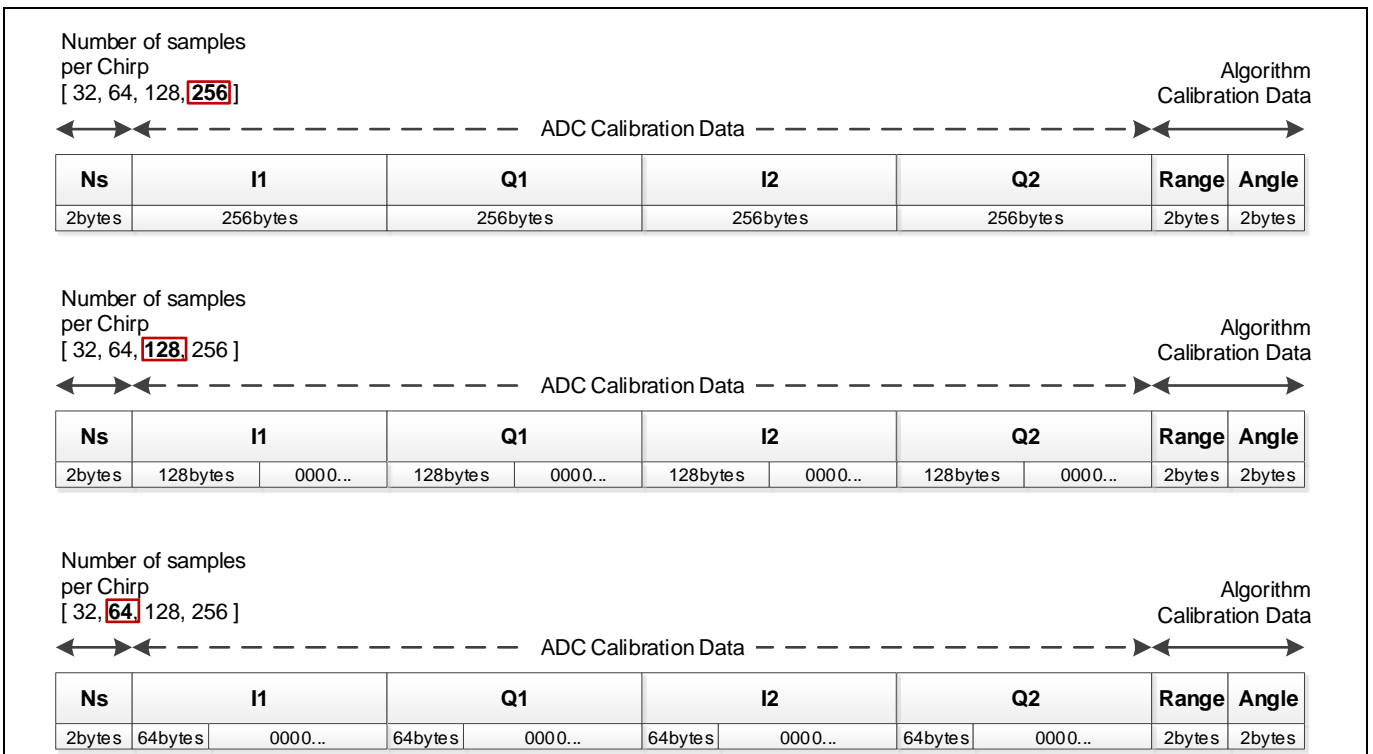 Number of samples
per Chirp
[ 32, 64, 128, 256 ]
Algorithm
Calibration Data
ADC Calibration Data
Ns I1 Q1 I2 Q2 Range Angle
2bytes 256bytes 256bytes 256bytes 256bytes 2bytes 2bytes
Number of samples
per Chirp
[ 32, 64, 128, 256 ]
Algorithm
Calibration Data
ADC Calibration Data
Ns I1 Q1 I2 Q2 Range Angle
2bytes 128bytes 0000... 128bytes 0000... 128bytes 0000... 128bytes 0000... 2bytes 2bytes
Number of samples
per Chirp
[ 32, 64, 128, 256 ]
Algorithm
Calibration Data
ADC Calibration Data
Ns I1 Q1 I2 Q2 Range Angle
2bytes 64bytes 0000... 64bytes 0000... 64bytes 0000... 64bytes 0000... 2bytes 2bytes